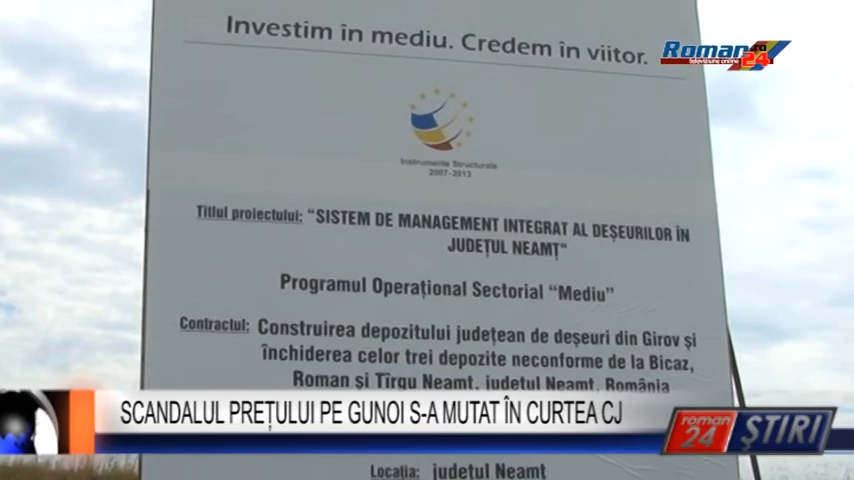 Investim în mediu. Credem în viitor.
Roman.ro
24
televiziune online
Instrumente Structurale
2007-2013
Titlul proiectului: "SISTEM DE MANAGEMENT INTEGRAT AL DEȘEURILOR ÎN
JUDEȚUL NEAMȚ"
Programul Operațional Sectorial "Mediu"
Contractul: Construirea depozitului județean de deșeuri din Girov și
închiderea celor trei depozite neconforme de la Bicaz,
Roman și Tîrgu Neamț, județul Neamț, România
SCANDALUL PREȚULUI PE GUNOI S-A MUTAT ÎN CURTEA CJ
roman
24
ȘTIRI
Locația: județul Neamț